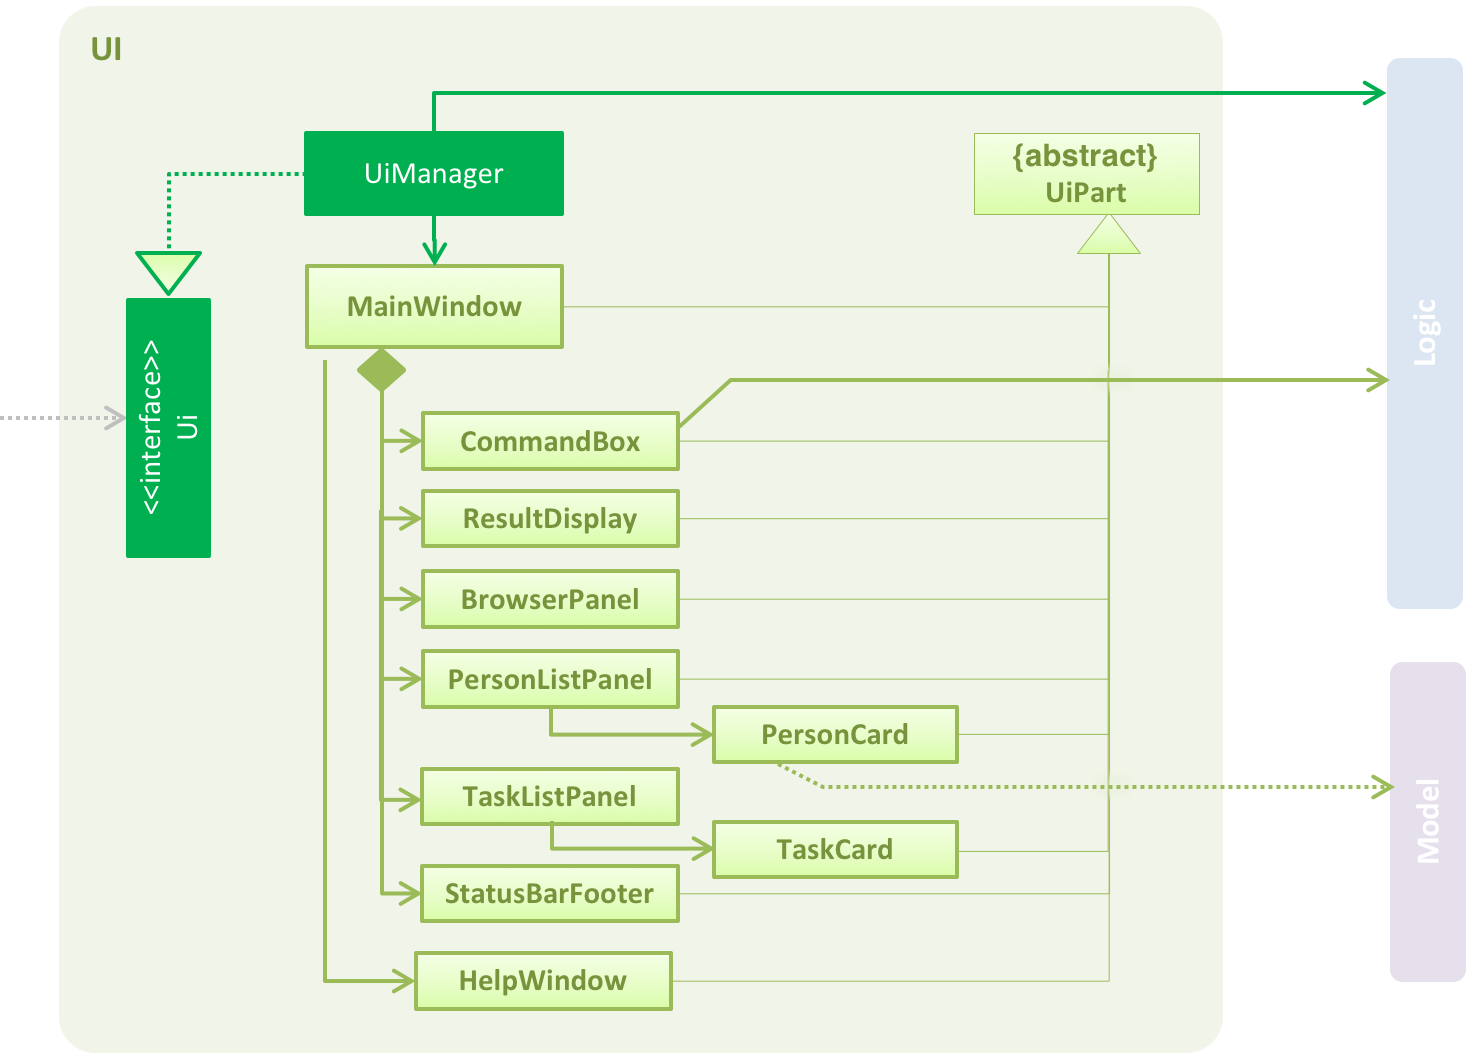 UI
UiManager
{abstract}
UiPart
MainWindow
<<interface>>
Ui
Logic
CommandBox
ResultDisplay
BrowserPanel
PersonListPanel
PersonCard
TaskListPanel
Model
TaskCard
StatusBarFooter
HelpWindow